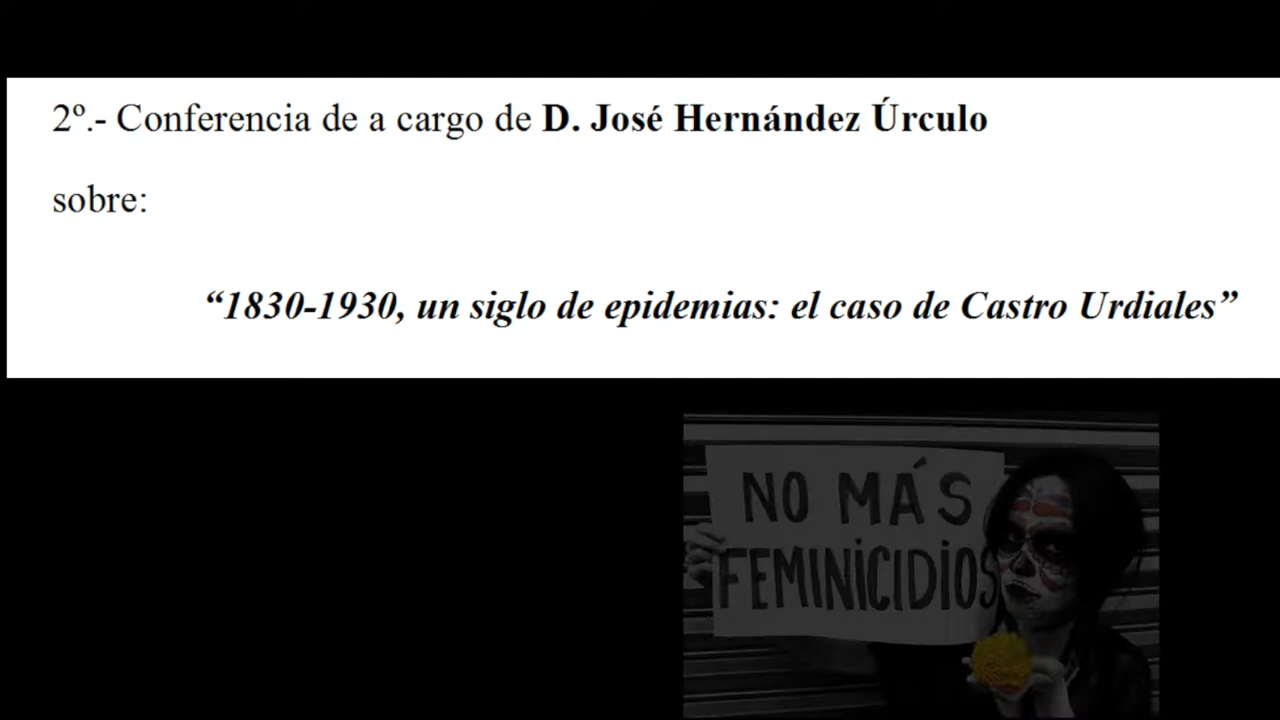 2º.- Conferencia de a cargo de D. José Hernández Úrculo
sobre:
“1830-1930, un siglo de epidemias: el caso de Castro Urdiales”
NO MÁS
FEMINiCIDiOS